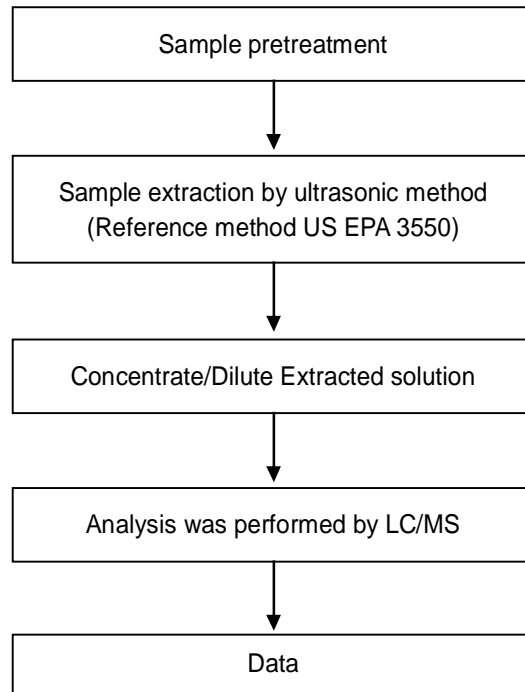 Sample pretreatment
Sample extraction by ultrasonic method
(Reference method US EPA 3550)
Concentrate/Dilute Extracted solution
Analysis was performed by LC/MS
Data